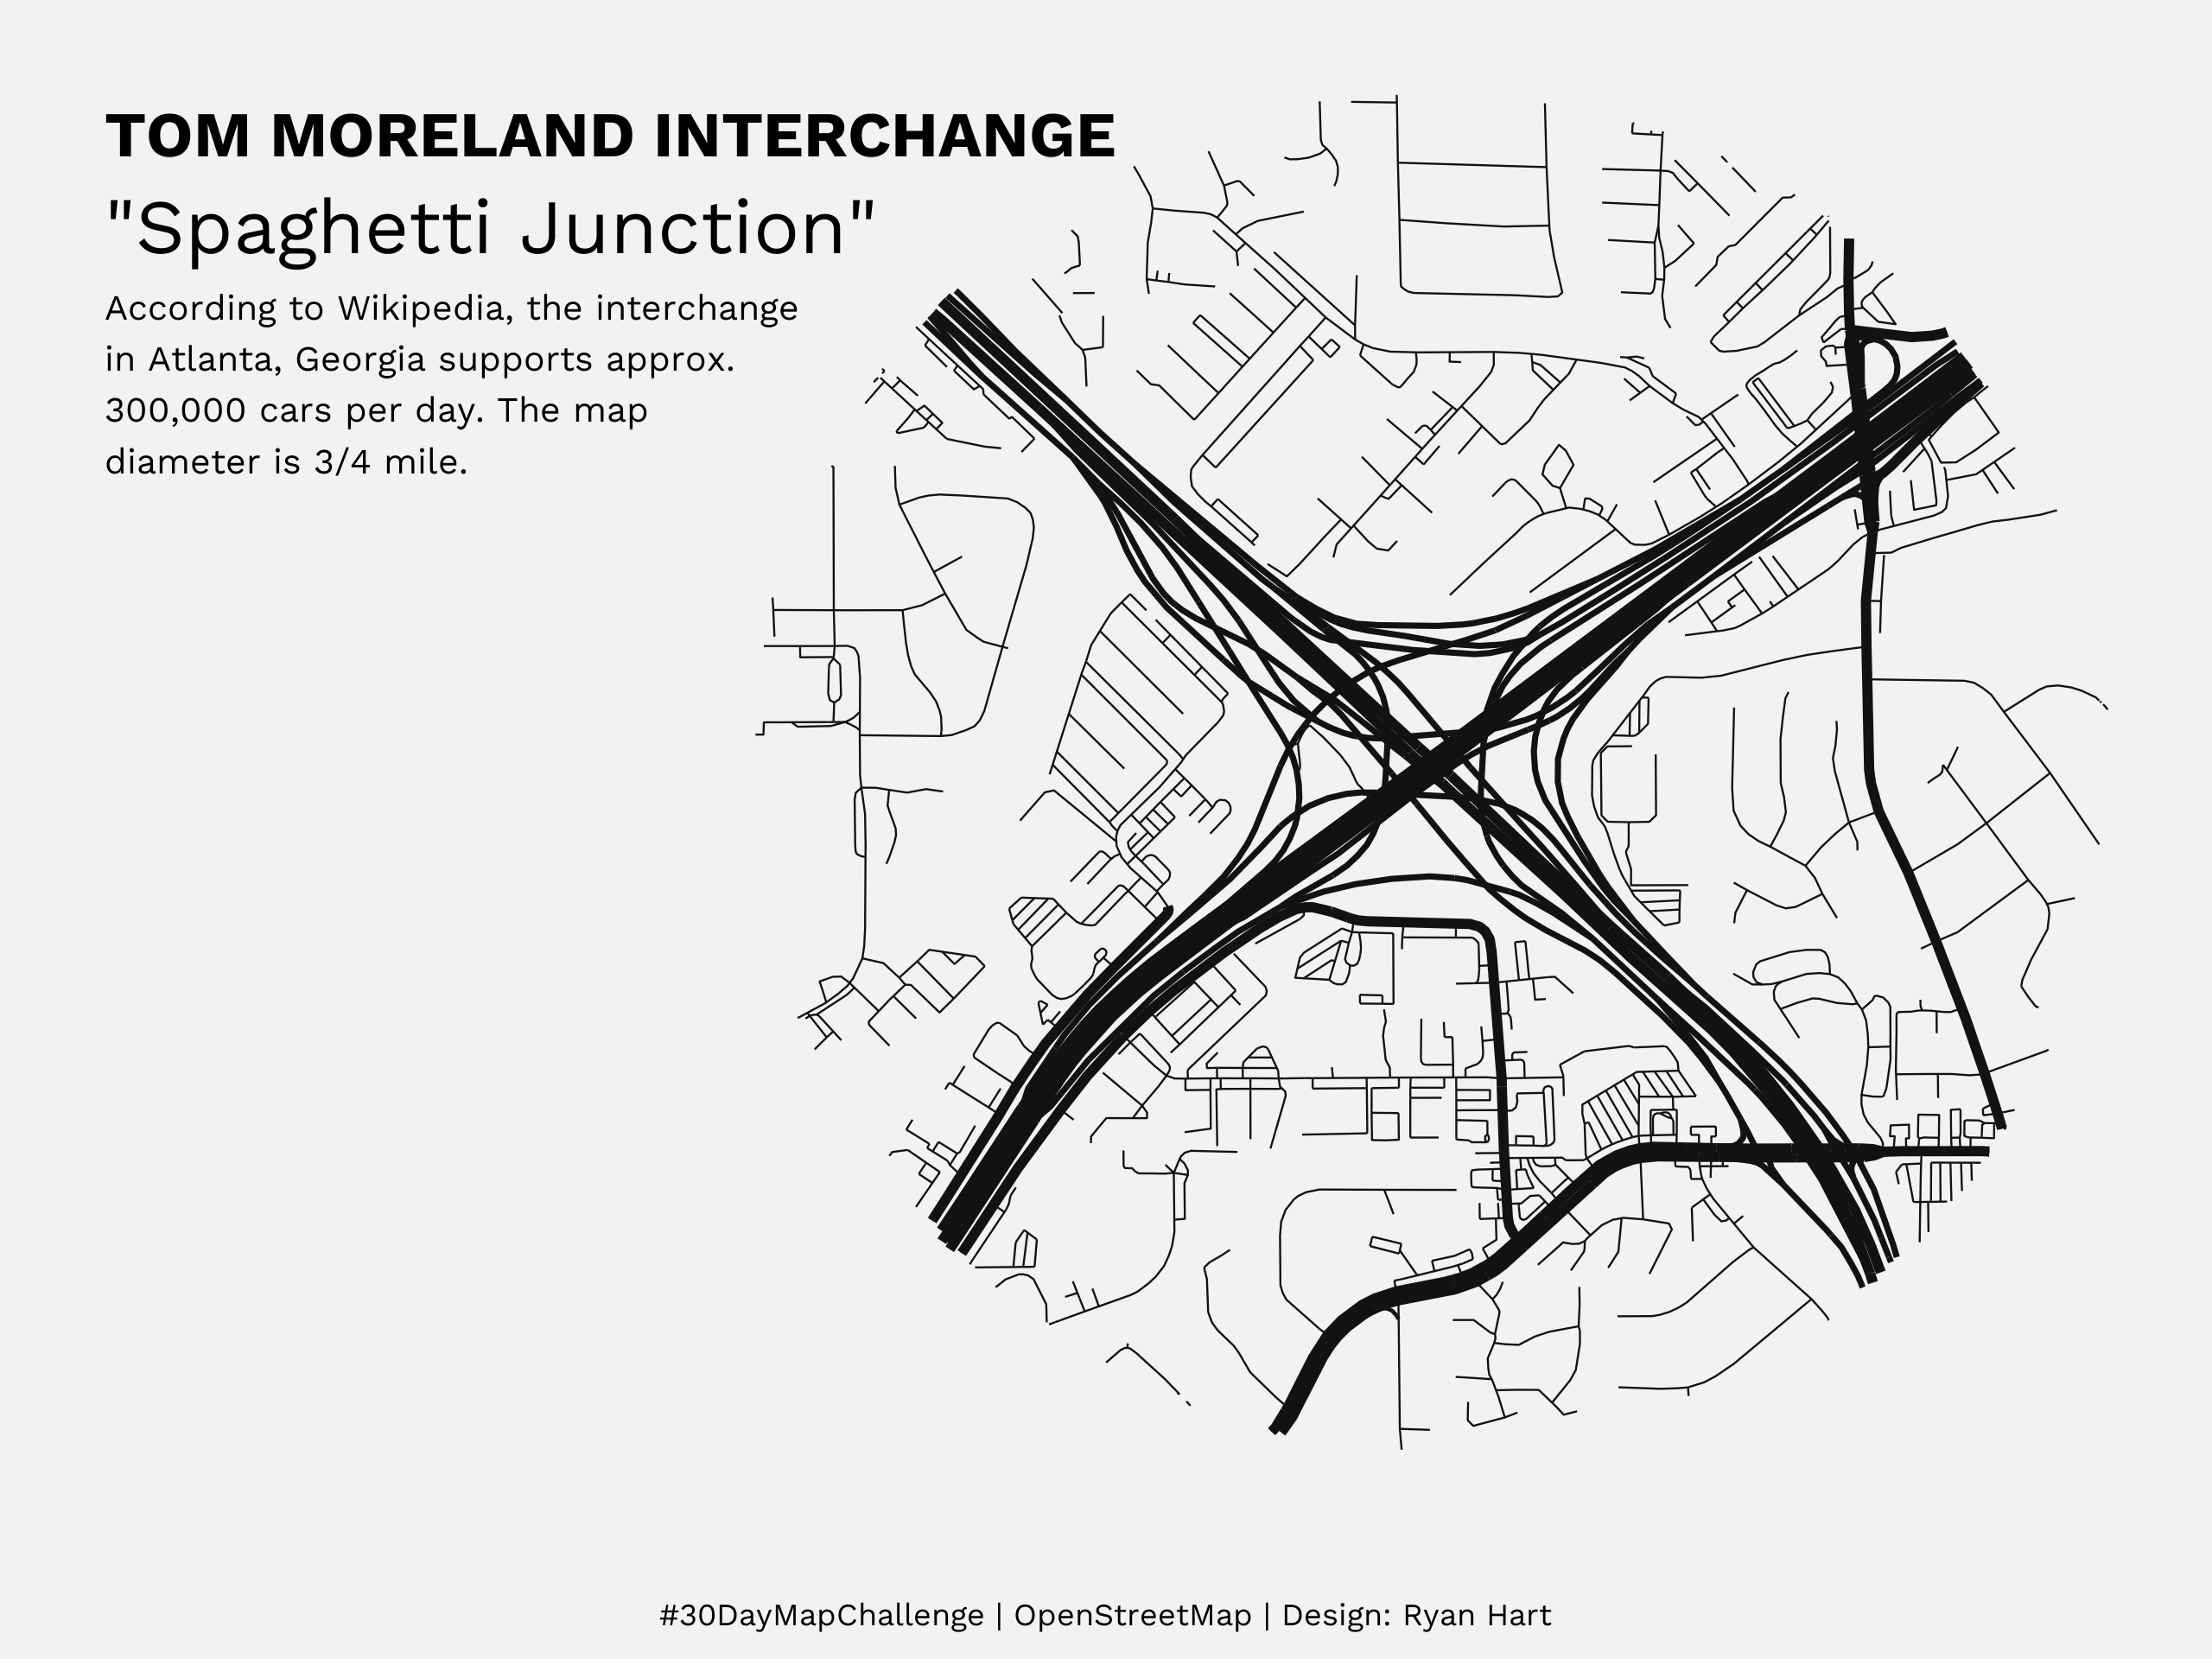 TOM MORELAND INTERCHANGE
"Spaghetti Junction"
According to Wikipedia, the interchange
in Atlanta, Georgia supports approx.
300,000 cars per day. The map
diameter is 3/4 mile.
#30DayMapChallenge | OpenStreetMap | Design: Ryan Hart